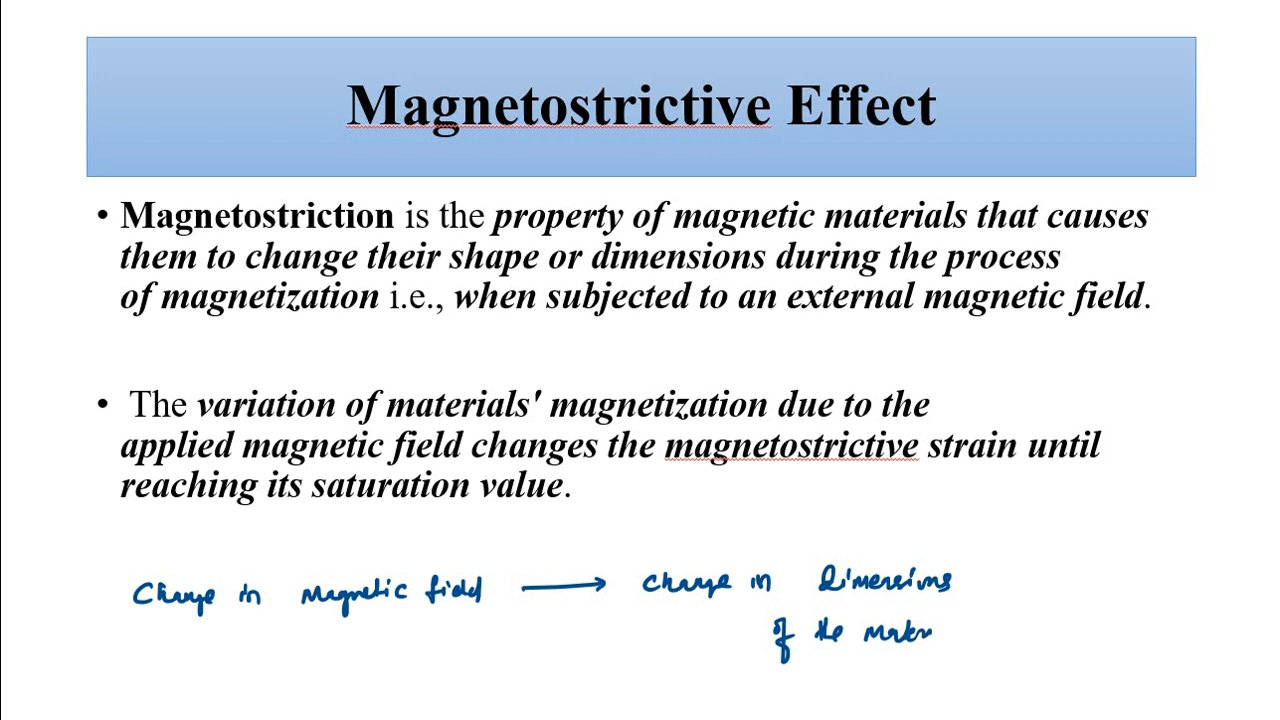 Magnetostrictive Effect
• Magnetostriction is the property of magnetic materials that causes
them to change their shape or dimensions during the process
of magnetization i.e., when subjected to an external magnetic field.
• The variation of materials' magnetization due to the
applied magnetic field changes the magnetostrictive strain until
reaching its saturation value.
Change in Magnetic field → change in Dimensions
of the mater